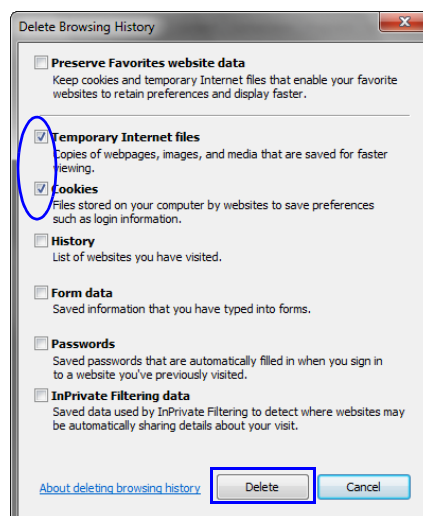 Delete Browsing History
Preserve Favorites website data
Keep cookies and temporary Internet files that enable your favorite
websites to retain preferences and display faster.
Temporary Internet files
Copies of webpages, images, and media that are saved for faster
viewing.
Cookies
Files stored on your computer by websites to save preferences
such as login information.
History
List of websites you have visited.
Form data
Saved information that you have typed into forms.
Passwords
Saved passwords that are automatically filled in when you sign in
to a website you've previously visited.
InPrivate Filtering data
Saved data used by InPrivate Filtering to detect where websites may
be automatically sharing details about your visit.
About deleting browsing history Delete Cancel